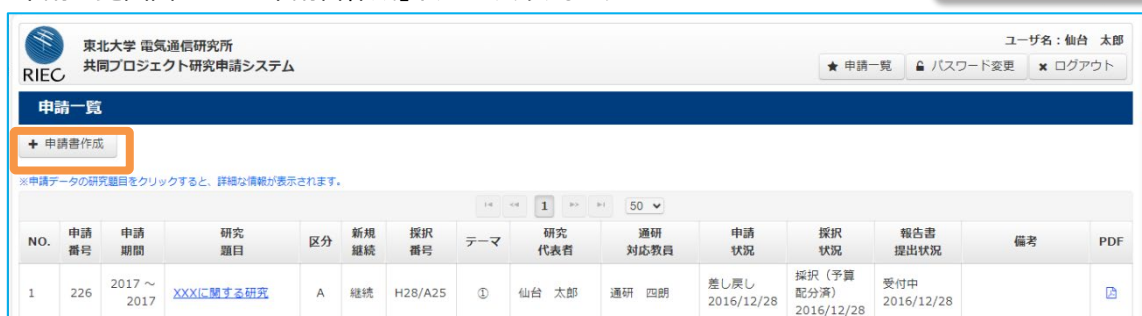 東北大学 電気通信研究所
共同プロジェクト研究申請システム
RIEC
ユーザ名：仙台 太郎
★ 申請一覧 パスワード変更 × ログアウト
申請一覧
+ 申請書作成
※申請データの研究題目をクリックすると、詳細な情報が表示されます。
1 50
NO. 申請番号 申請期間 研究題目 区分 新規継続 採択番号 テーマ 研究代表者 通研対応教員 申請状況 採択状況 報告書提出状況 備考 PDF
1 226 2017～2017 XXXに関する研究 A 継続 H28/A25 ① 仙台 太郎 通研 四朗 差し戻し 2016/12/28 採択（予算配分済） 2016/12/28 受付中 2016/12/28